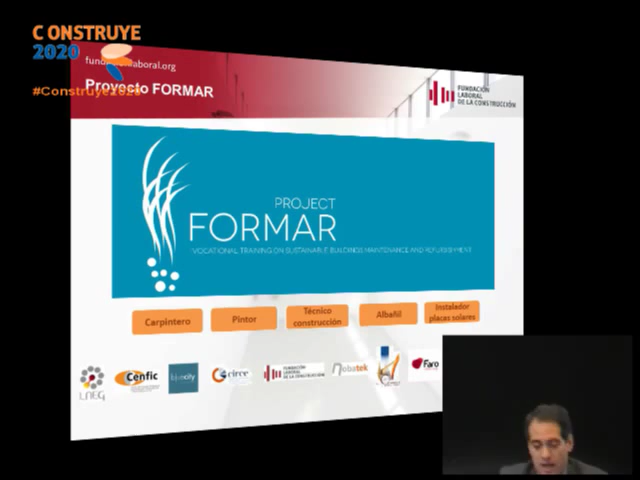 CONSTRUYE
2020
#Construye2020
Proyecto FORMAR
FUNDACIÓN
LABORAL
DE LA CONSTRUCCIÓN
PROJECT
FORMAR
VOCATIONAL TRAINING ON SUSTAINABLE BUILDINGS MAINTENANCE AND REFURBISHMENT
Carpintero
Pintor
Técnico
construcción
Albañil
Instalador
placas solares
LNEG
Cenfic
circe
FUNDACIÓN
LABORAL
DE LA CONSTRUCCIÓN
Nobatek
Faro